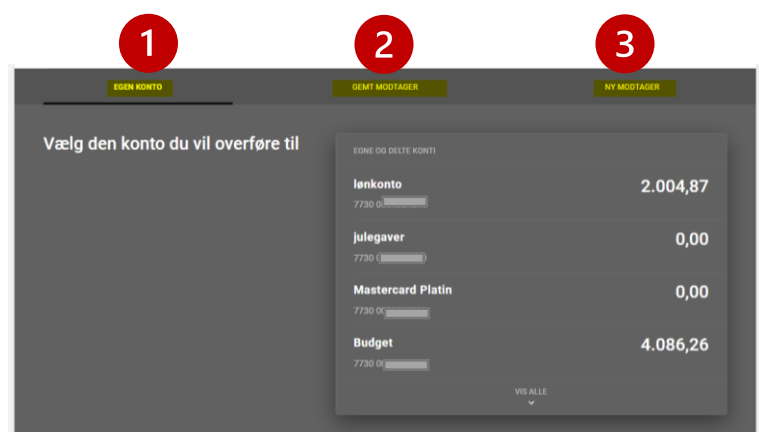 1
2
3
EGEN KONTO
GEMT MODTAGER
NY MODTAGER
Vælg den konto du vil overføre til
EGNE OG DELTE KONTI
lønkonto
2.004,87
7730 0
julegaver
0,00
7730
Mastercard Platin
0,00
7730 00
Budget
4.086,26
7730 00
VIS ALLE